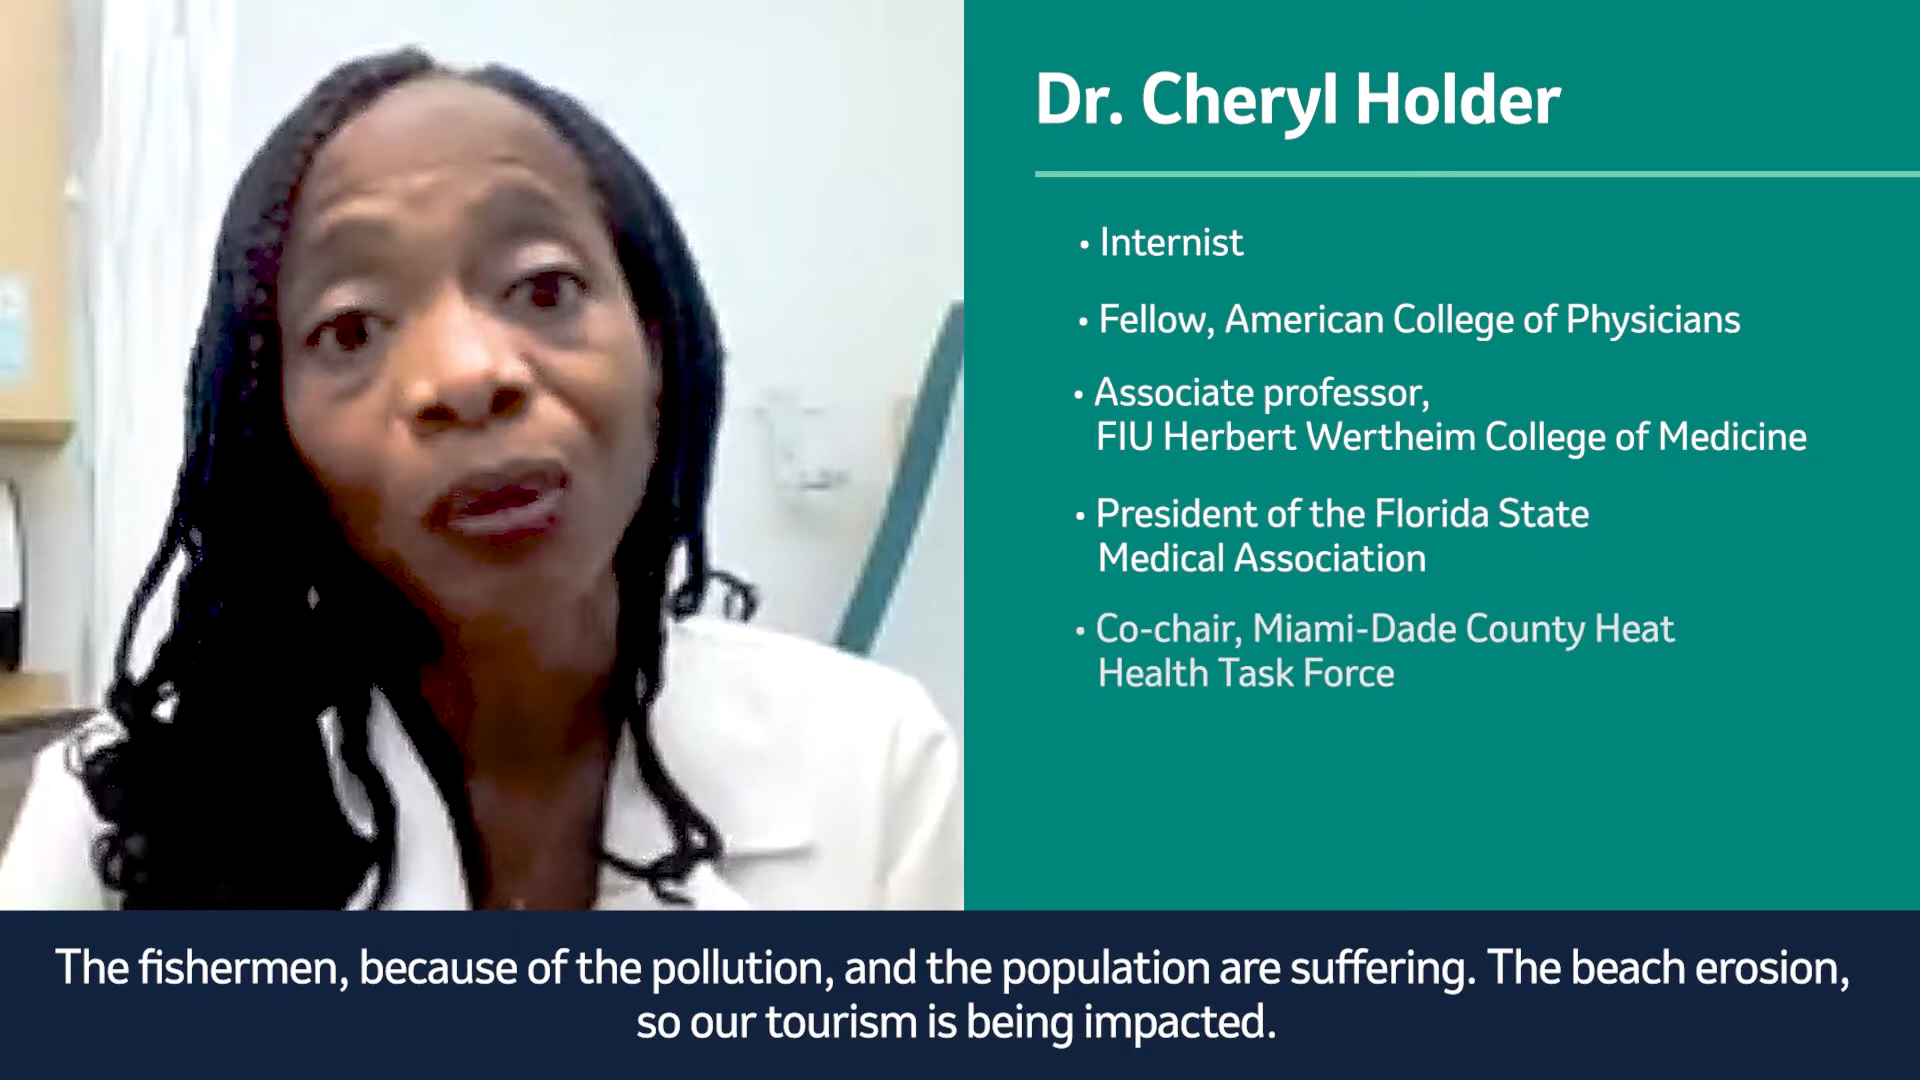 Dr. Cheryl Holder
• Internist
• Fellow, American College of Physicians
• Associate professor,
FIU Herbert Wertheim College of Medicine
• President of the Florida State
Medical Association
• Co-chair, Miami-Dade County Heat
Health Task Force
The fishermen, because of the pollution, and the population are suffering. The beach erosion,
so our tourism is being impacted.